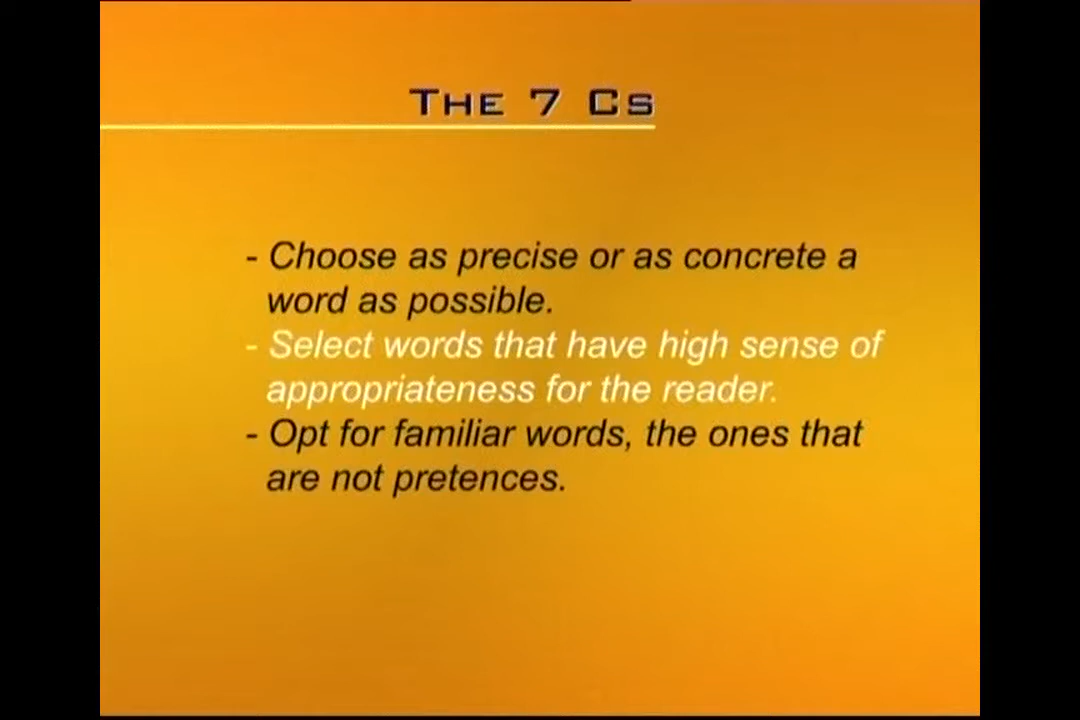 The 7 Cs
- Choose as precise or as concrete a
word as possible.
- Select words that have high sense of
appropriateness for the reader.
- Opt for familiar words, the ones that
are not pretences.